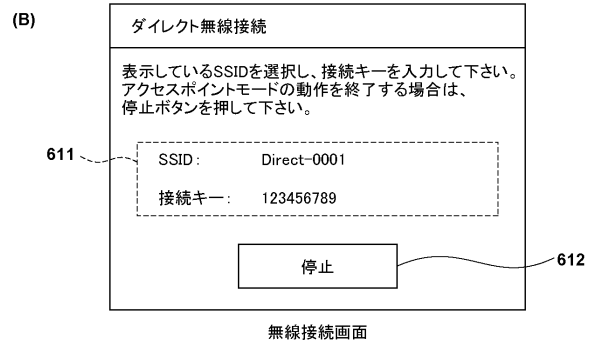 (B)
ダイレクト無線接続
表示しているSSIDを選択し、接続キーを入力して下さい。
アクセスポイントモードの動作を終了する場合は、
停止ボタンを押して下さい。
611
SSID: Direct-0001
接続キー: 123456789
停止
612
無線接続画面